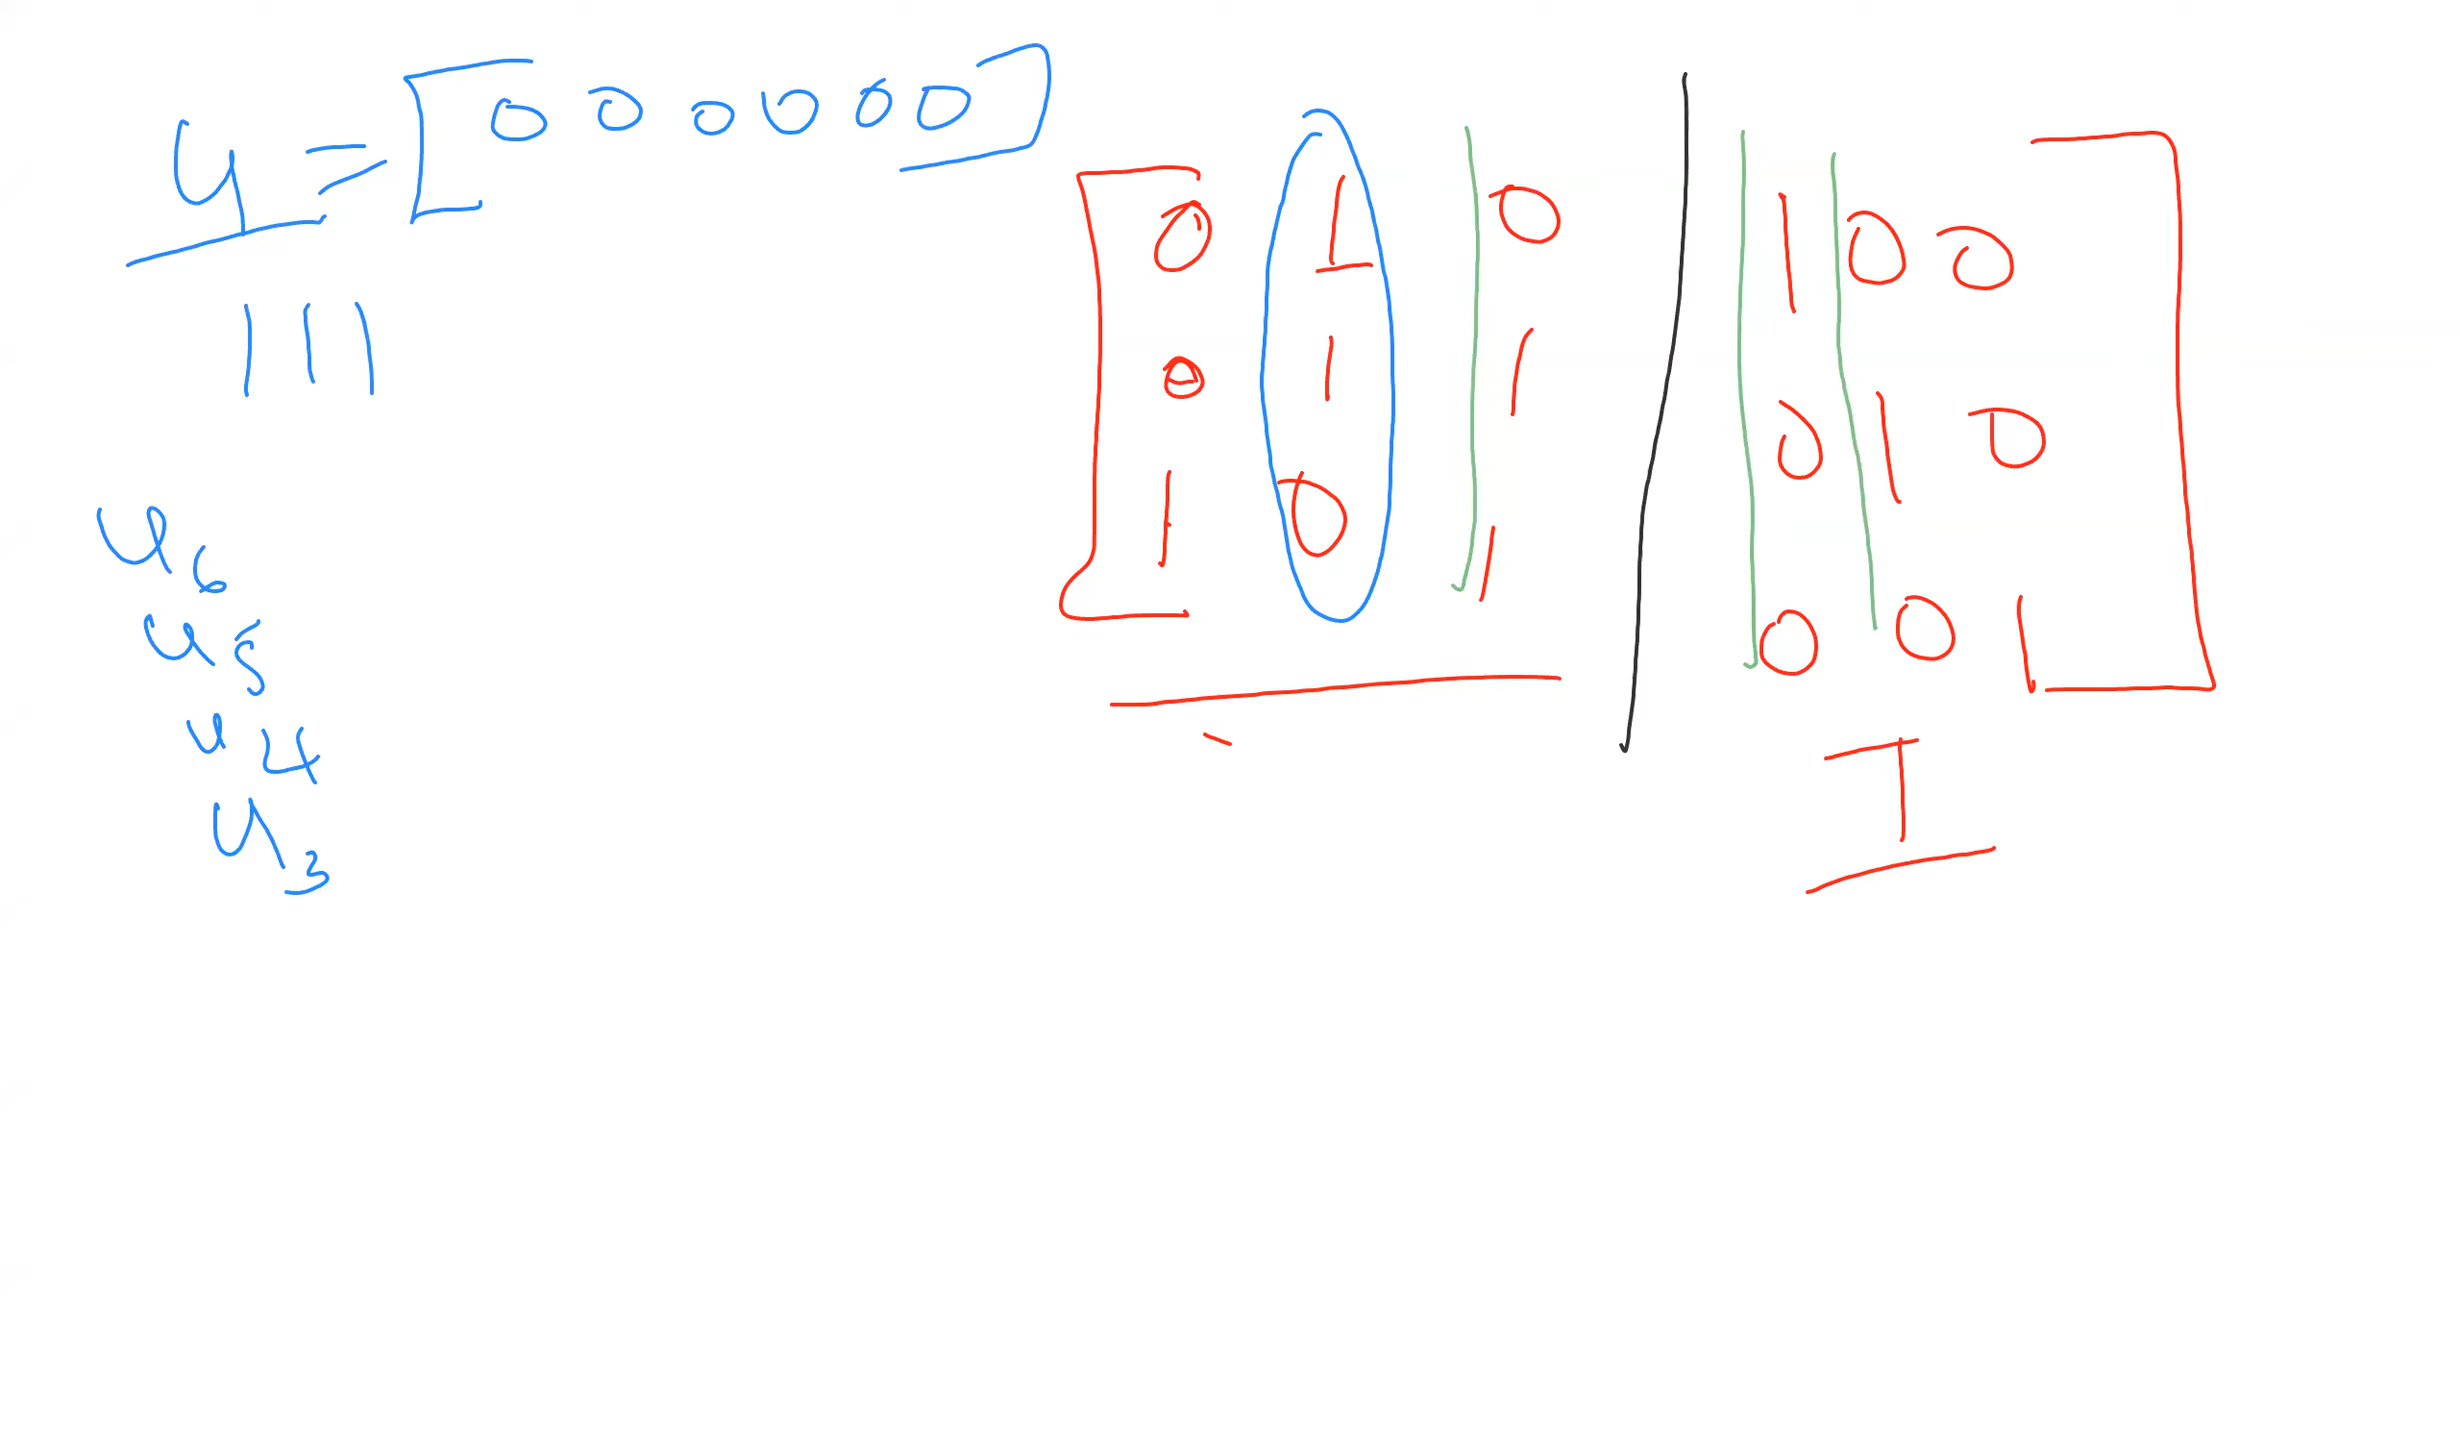 u = [0 0 0 0 0 0]
| | |
u6
u5
u4
u3
0 1 0 | 1 0 0
0 1 1 | 0 1 0
1 0 1 | 0 0 1
I